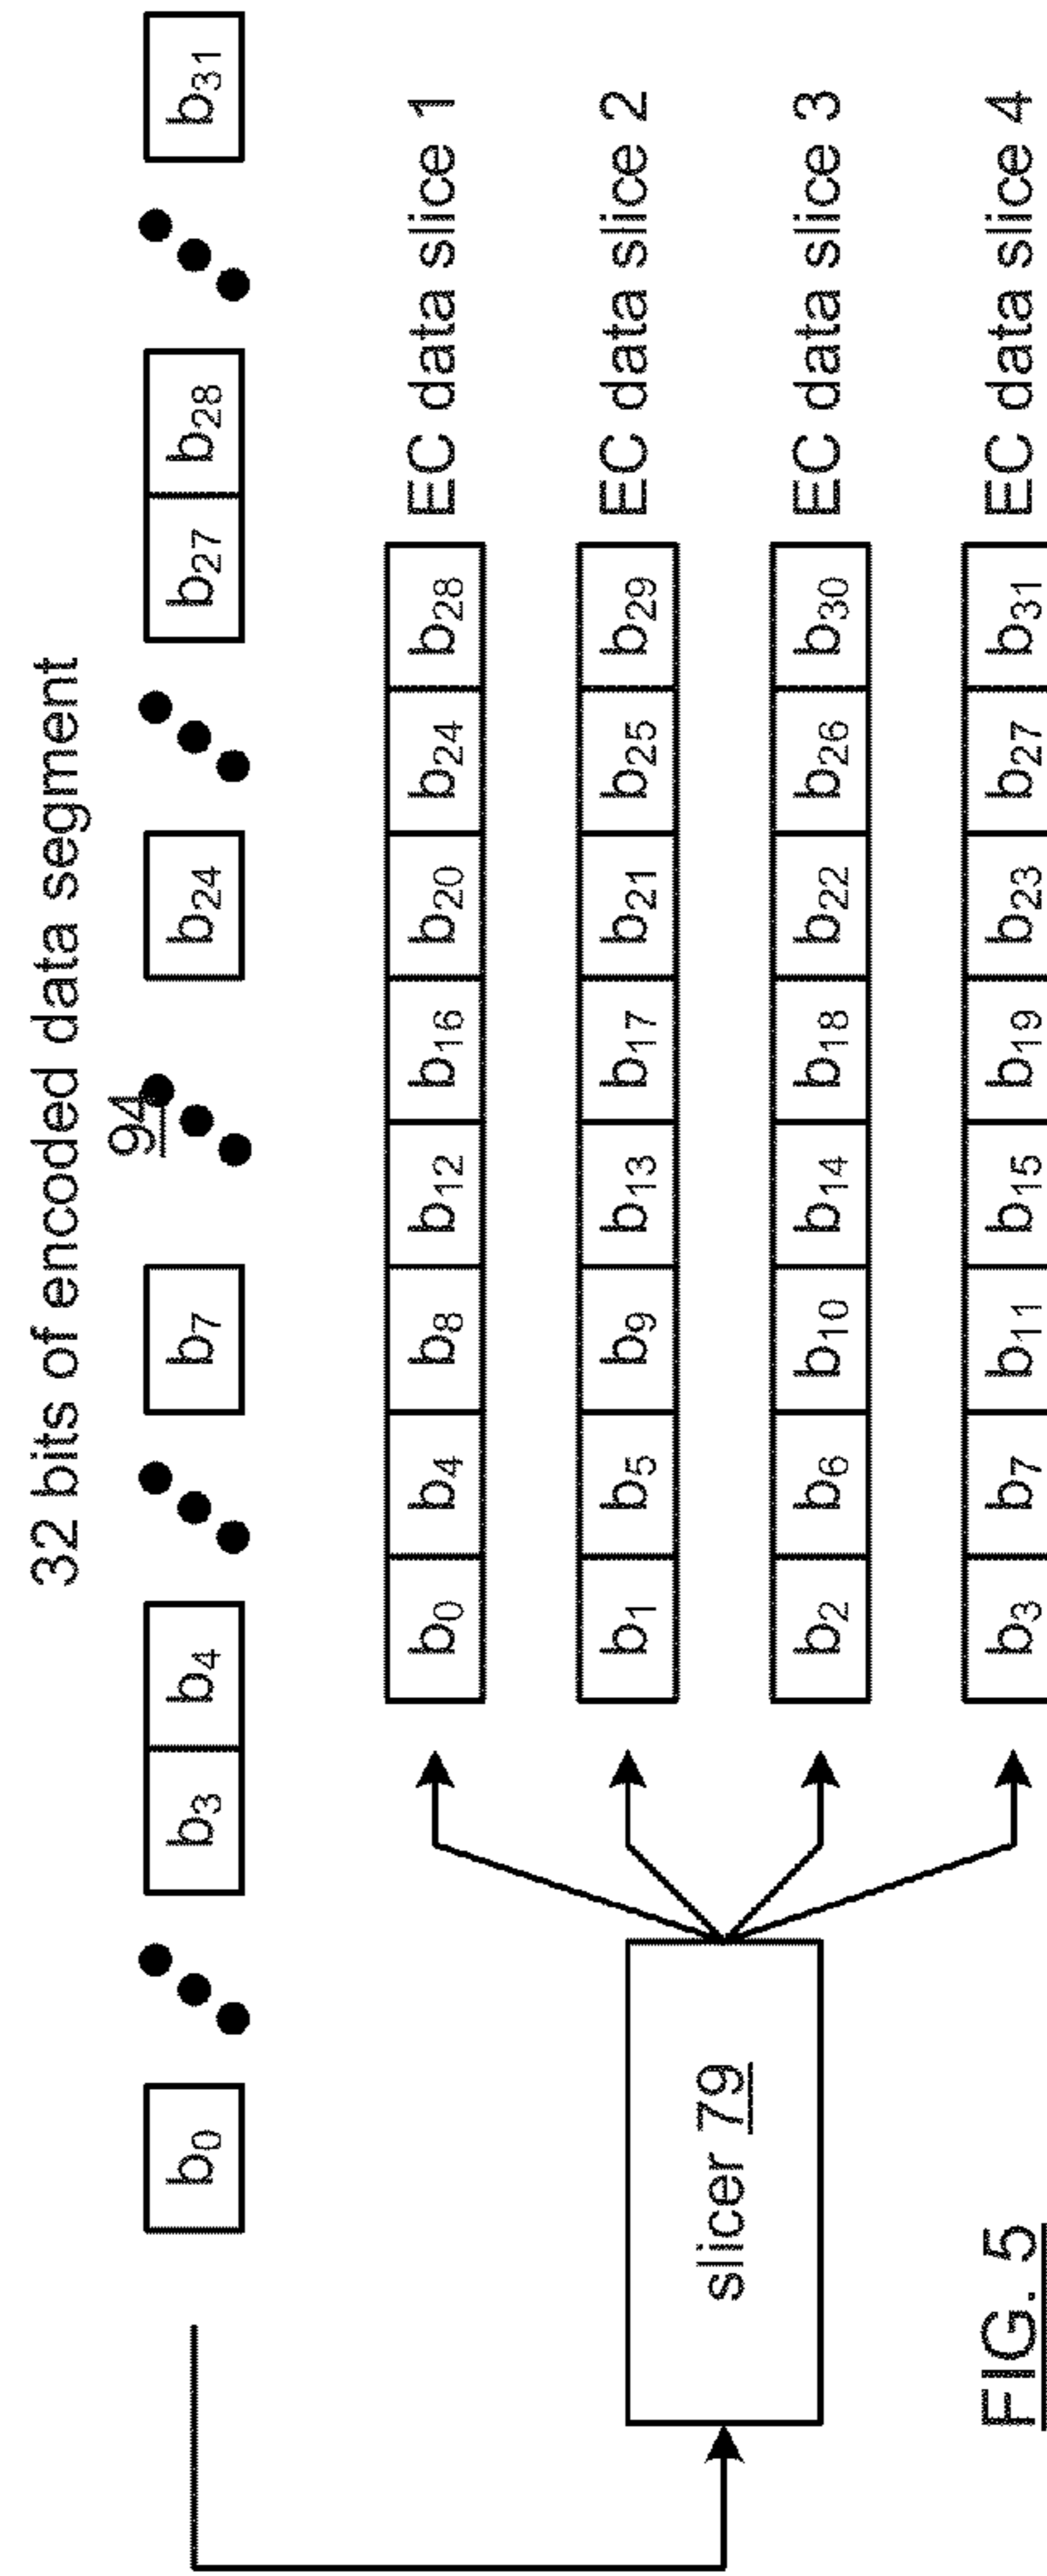 32 bits of encoded data segment
94
b0 b3 b4 b7 b24 b27 b28 b31
b0 b4 b8 b12 b16 b20 b24 b28 EC data slice 1
b1 b5 b9 b13 b17 b21 b25 b29 EC data slice 2
slicer 79
b2 b6 b10 b14 b18 b22 b26 b30 EC data slice 3
b3 b7 b11 b15 b19 b23 b27 b31 EC data slice 4
FIG. 5